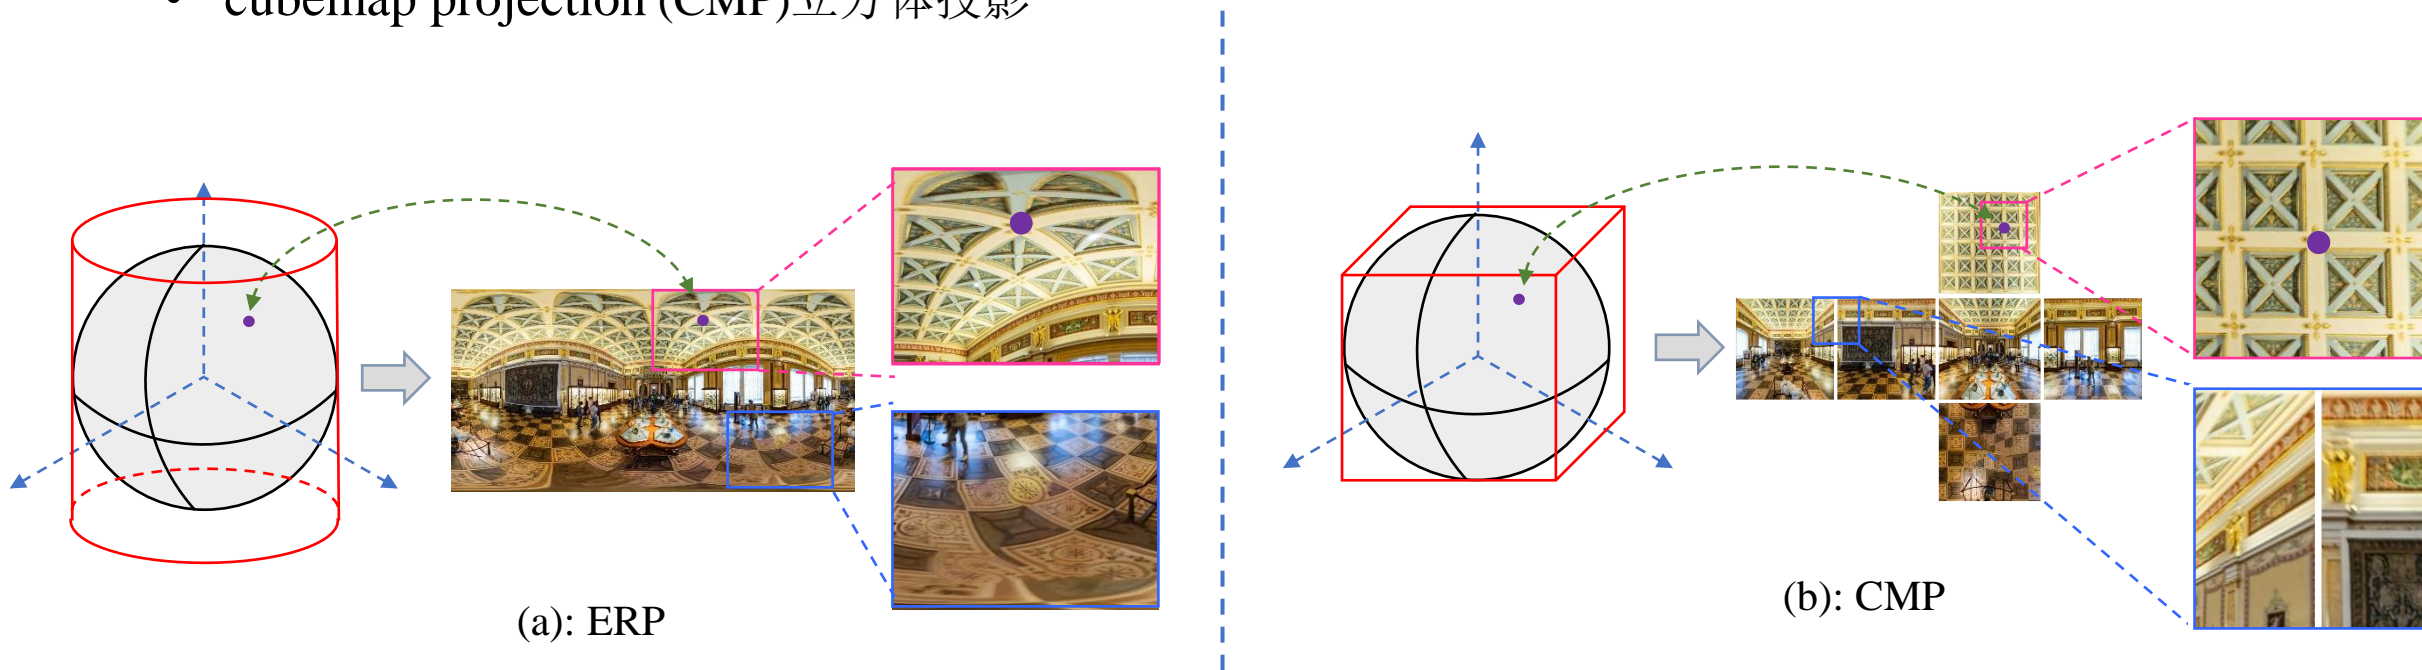 • cubemap projection (CMP)立方体投影
(a): ERP
(b): CMP